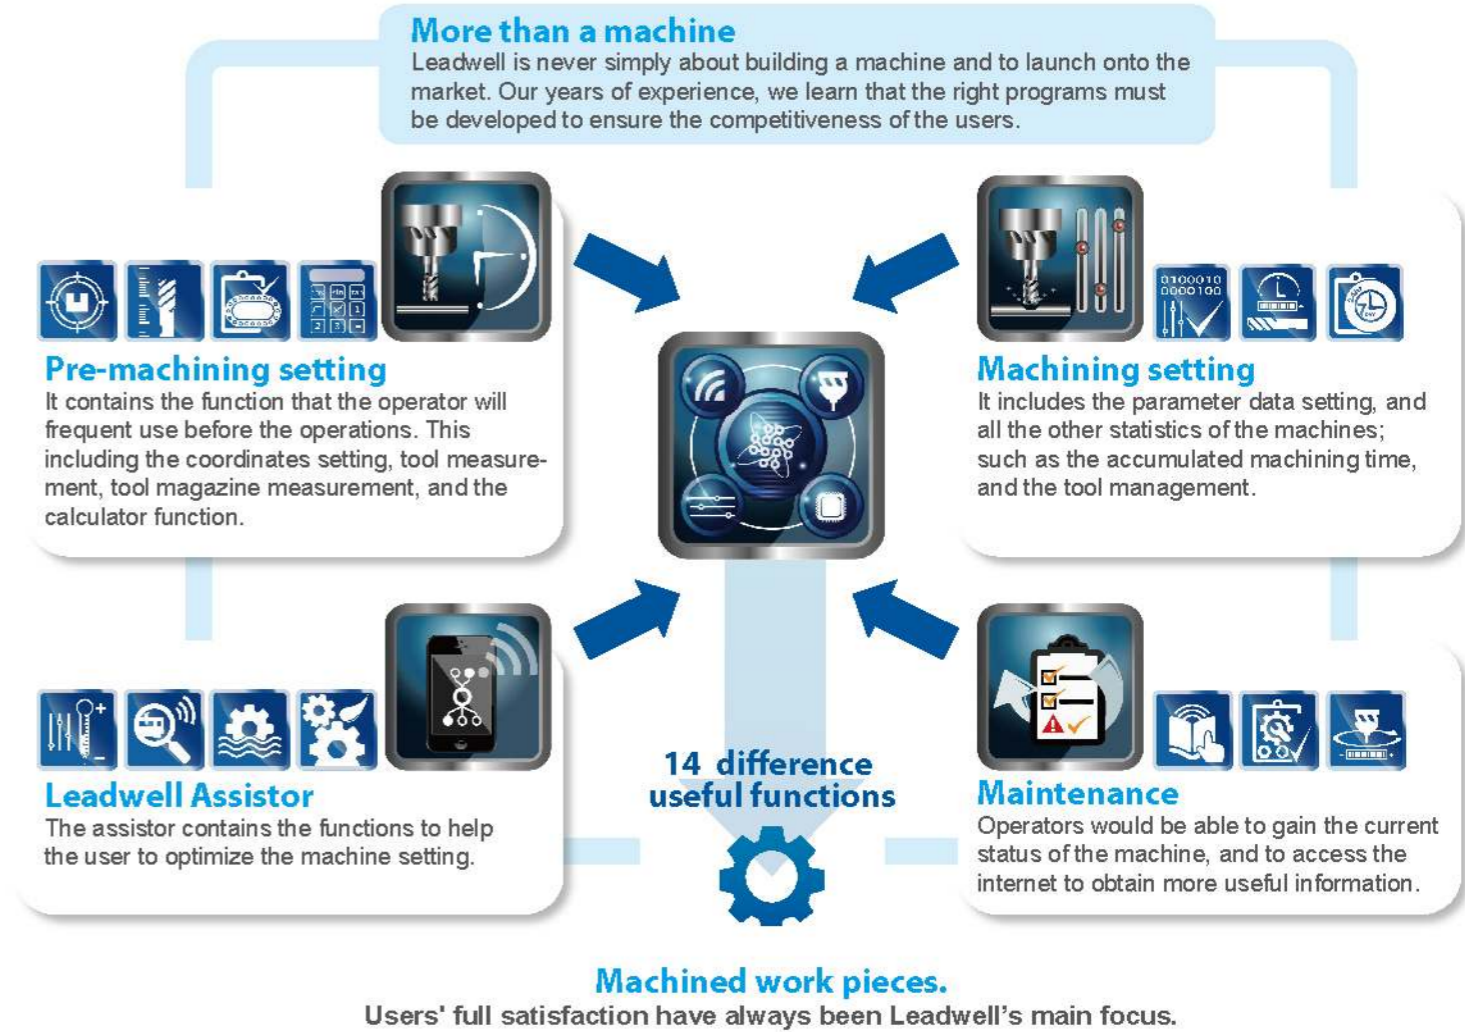 More than a machine
Leadwell is never simply about building a machine and to launch onto the
market. Our years of experience, we learn that the right programs must
be developed to ensure the competitiveness of the users.
Pre-machining setting
It contains the function that the operator will
frequent use before the operations. This
including the coordinates setting, tool measure-
ment, tool magazine measurement, and the
calculator function.
0100010
0000100
Machining setting
It includes the parameter data setting, and
all the other statistics of the machines;
such as the accumulated machining time,
and the tool management.
Leadwell Assistor
The assistor contains the functions to help
the user to optimize the machine setting.
14 difference
useful functions
Maintenance
Operators would be able to gain the current
status of the machine, and to access the
internet to obtain more useful information.
Machined work pieces.
Users' full satisfaction have always been Leadwell's main focus.